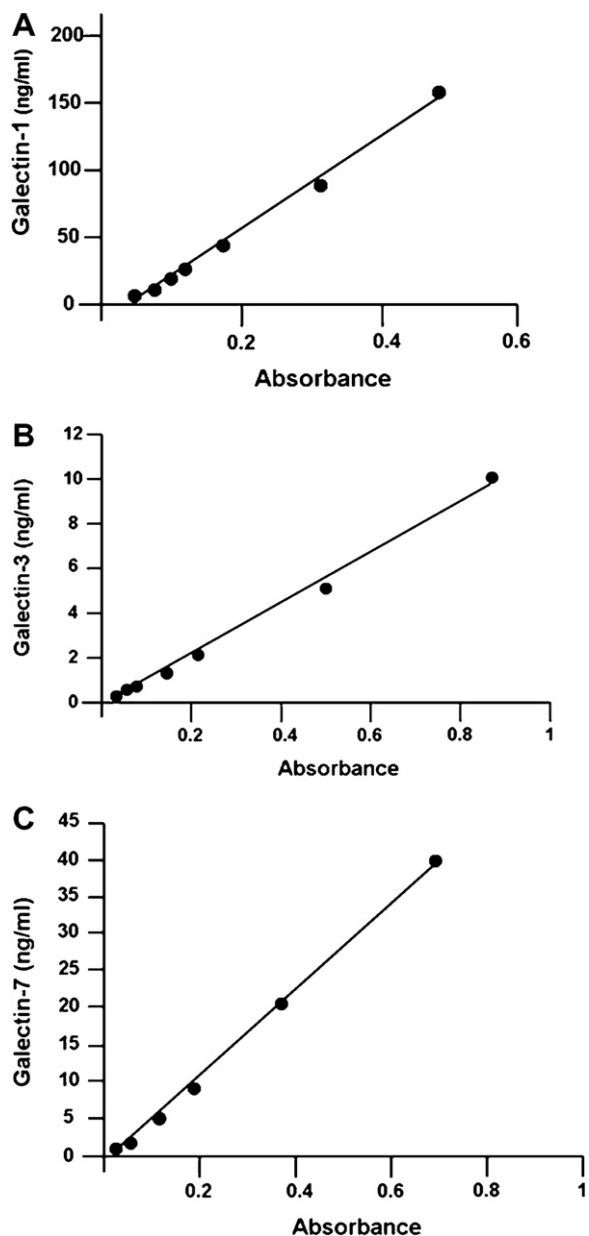 A
200
150
100
50
0
Galectin-1 (ng/ml)
0.2 0.4 0.6
Absorbance
B
12
10
8
6
4
2
0
Galectin-3 (ng/ml)
0.2 0.4 0.6 0.8 1
Absorbance
C
45
40
35
30
25
20
15
10
5
0
Galectin-7 (ng/ml)
0.2 0.4 0.6 0.8 1
Absorbance